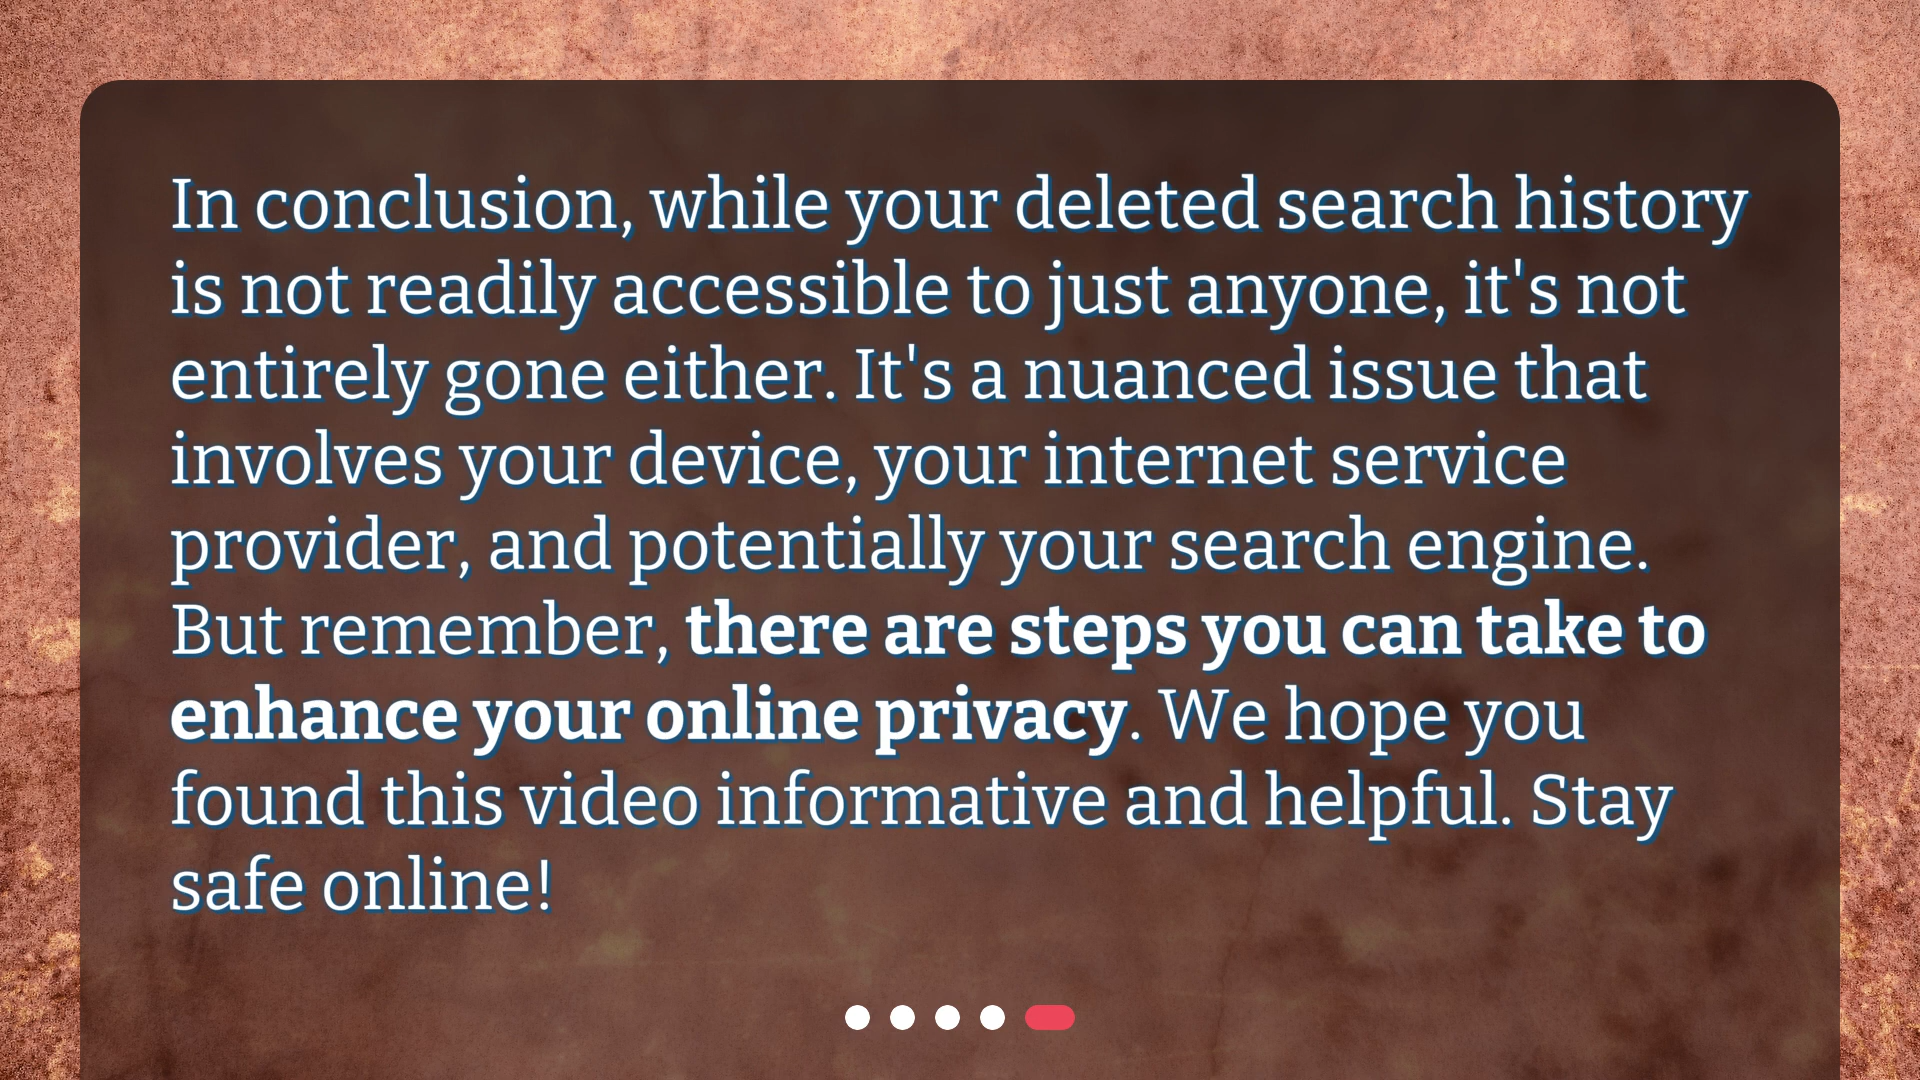 In conclusion, while your deleted search history
is not readily accessible to just anyone, it's not
entirely gone either. It's a nuanced issue that
involves your device, your internet service
provider, and potentially your search engine.
But remember, there are steps you can take to
enhance your online privacy. We hope you
found this video informative and helpful. Stay
safe online!